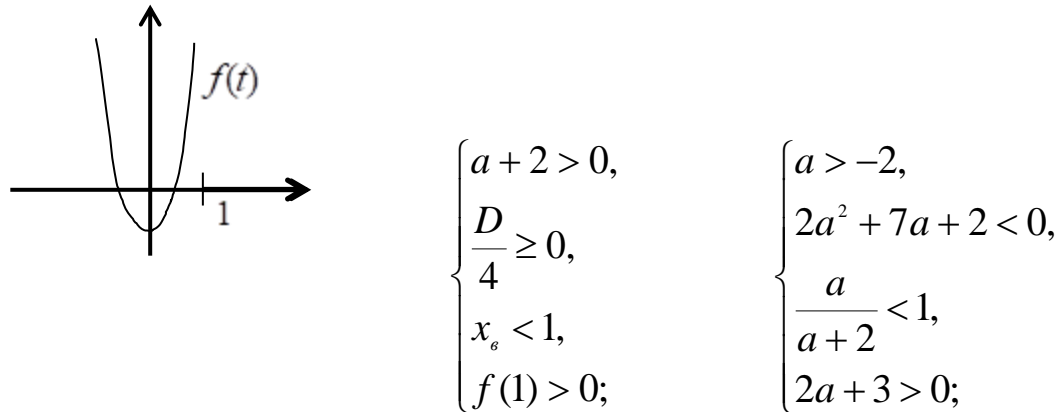 f(t)
1
a + 2 > 0,
D/4 ≥ 0,
x_в < 1,
f(1) > 0;
a > −2,
2a² + 7a + 2 < 0,
a/(a + 2) < 1,
2a + 3 > 0;